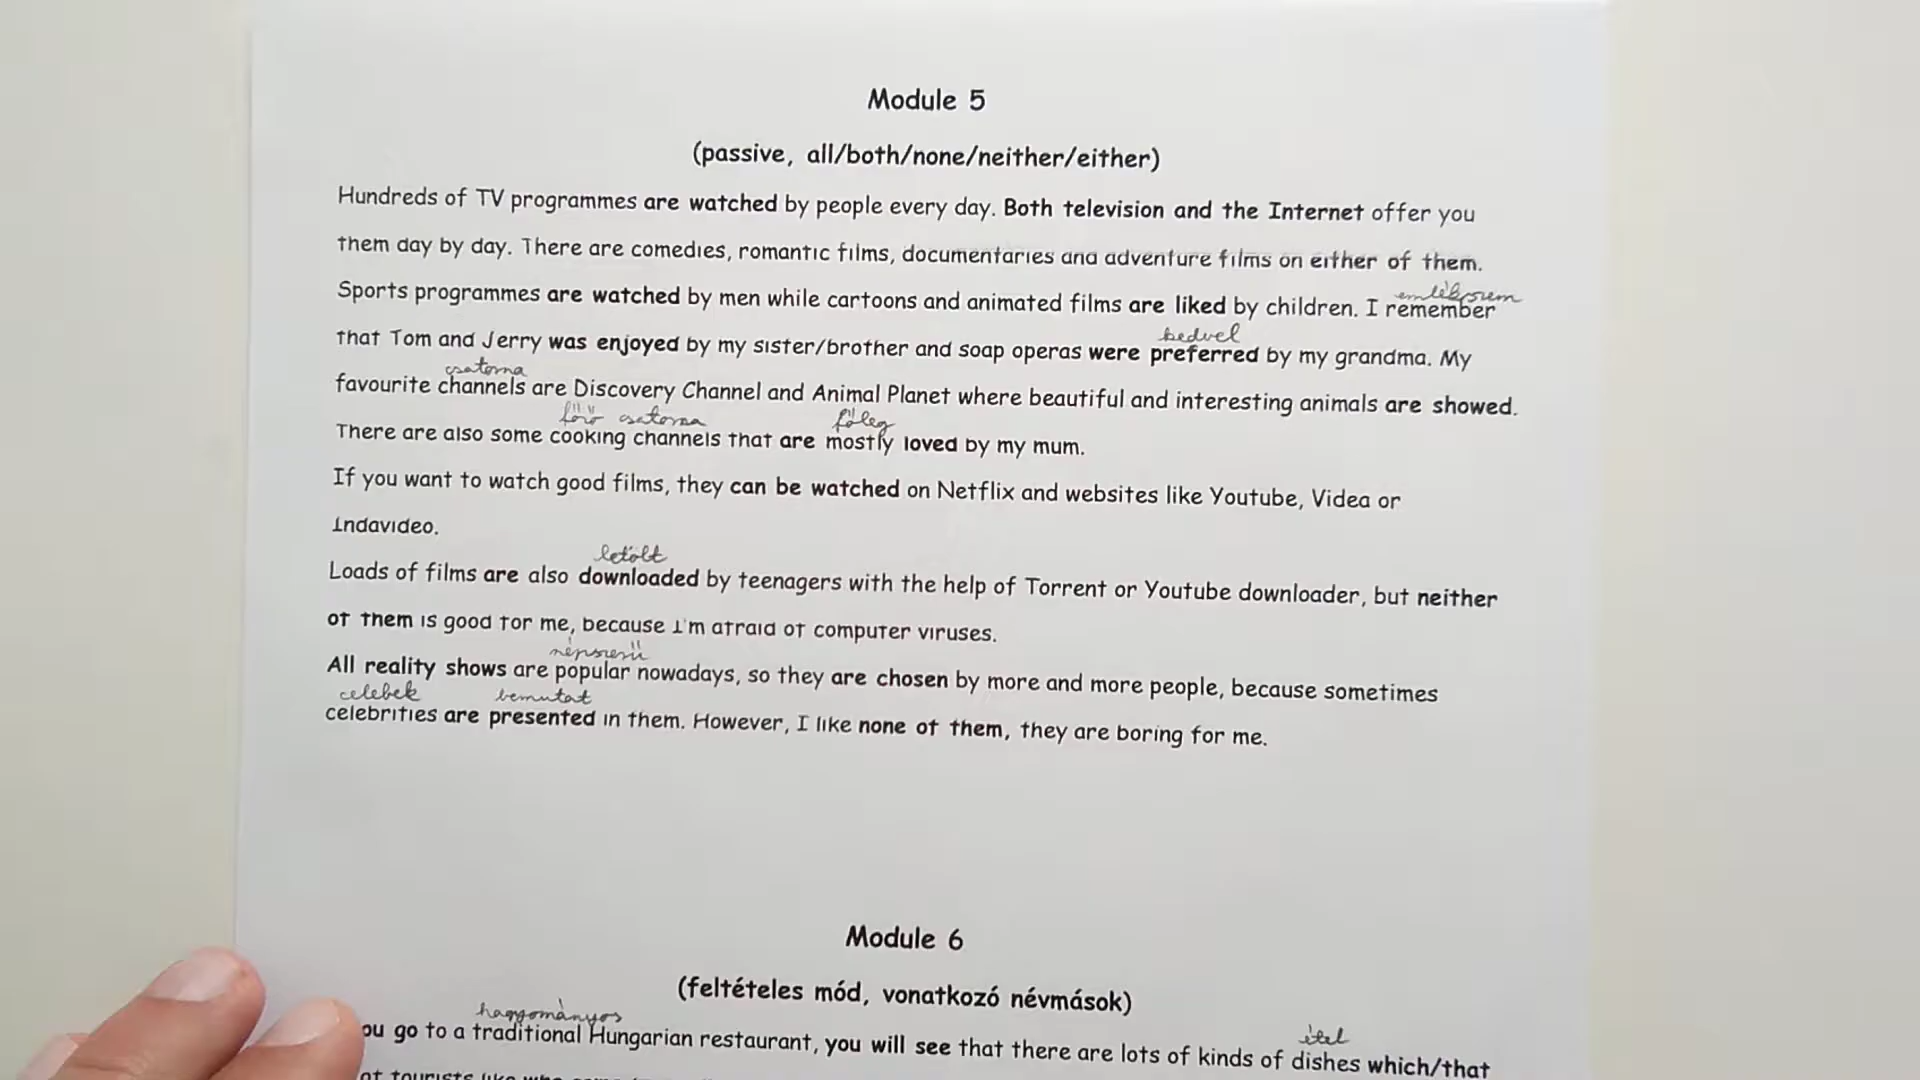 Module 5
(passive, all/both/none/neither/either)
Hundreds of TV programmes are watched by people every day. Both television and the Internet offer you
them day by day. There are comedies, romantic films, documentaries and adventure films on either of them.
emlékszem
Sports programmes are watched by men while cartoons and animated films are liked by children. I remember
kedvel
that Tom and Jerry was enjoyed by my sister/brother and soap operas were preferred by my grandma. My
csatorna
favourite channels are Discovery Channel and Animal Planet where beautiful and interesting animals are showed.
főző csatorna főleg
There are also some cooking channels that are mostly loved by my mum.
If you want to watch good films, they can be watched on Netflix and websites like Youtube, Videa or
Indavideo.
letölt
Loads of films are also downloaded by teenagers with the help of Torrent or Youtube downloader, but neither
of them is good for me, because I'm afraid of computer viruses.
népszerű
All reality shows are popular nowadays, so they are chosen by more and more people, because sometimes
celebek bemutat
celebrities are presented in them. However, I like none of them, they are boring for me.
Module 6
(feltételes mód, vonatkozó névmások)
hagyományos étel
ou go to a traditional Hungarian restaurant, you will see that there are lots of kinds of dishes which/that